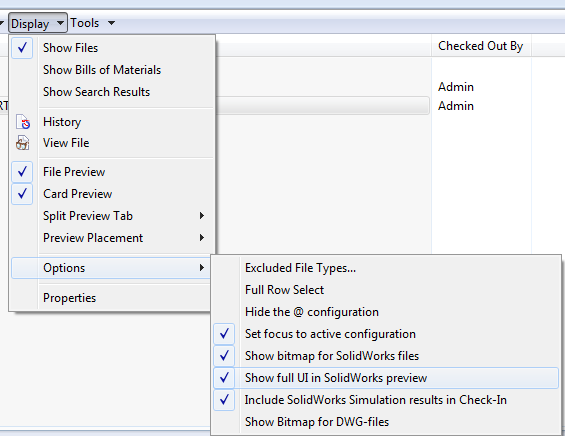 Display Tools
Show Files
Checked Out By
Show Bills of Materials
Show Search Results
Admin
RT
Admin
History
View File
File Preview
Card Preview
Split Preview Tab
Preview Placement
Options
Properties
Excluded File Types...
Full Row Select
Hide the @ configuration
Set focus to active configuration
Show bitmap for SolidWorks files
Show full UI in SolidWorks preview
Include SolidWorks Simulation results in Check-In
Show Bitmap for DWG-files